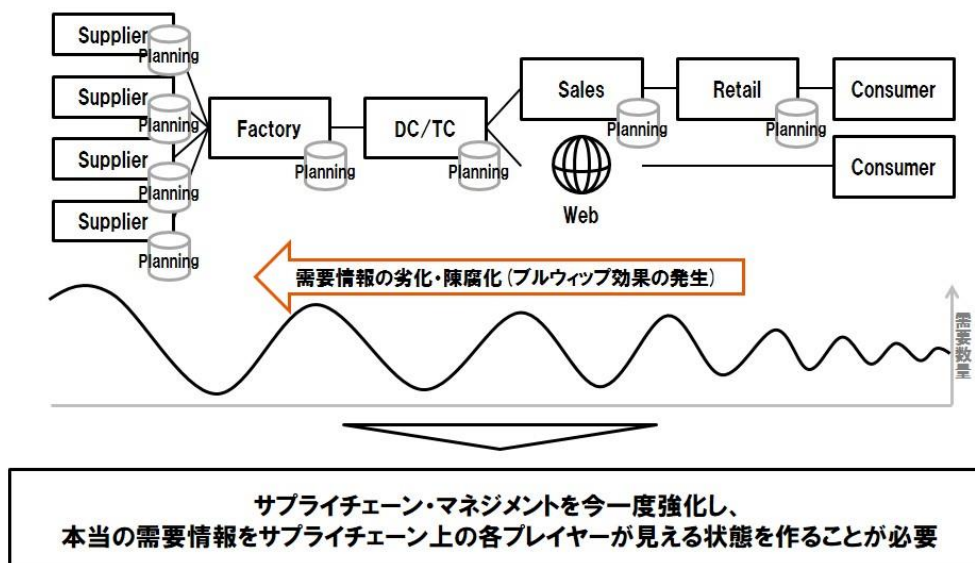 Supplier
Planning
Supplier
Planning
Supplier
Planning
Supplier
Planning
Factory
Planning
DC/TC
Planning
Sales
Planning
Retail
Planning
Consumer
Web
Consumer
需要情報の劣化・陳腐化(ブルウィップ効果の発生)
需要数量
サプライチェーン・マネジメントを今一度強化し、
本当の需要情報をサプライチェーン上の各プレイヤーが見える状態を作ることが必要